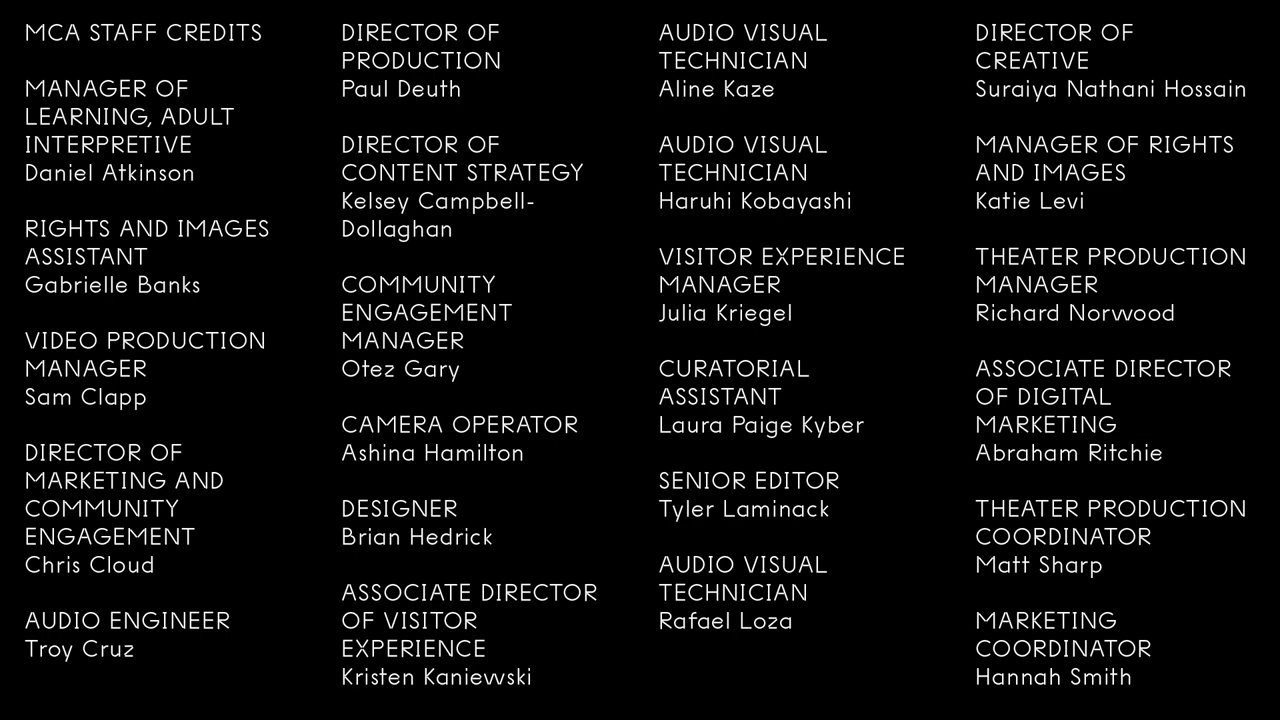 MCA STAFF CREDITS
MANAGER OF
LEARNING, ADULT
INTERPRETIVE
Daniel Atkinson
RIGHTS AND IMAGES
ASSISTANT
Gabrielle Banks
VIDEO PRODUCTION
MANAGER
Sam Clapp
DIRECTOR OF
MARKETING AND
COMMUNITY
ENGAGEMENT
Chris Cloud
AUDIO ENGINEER
Troy Cruz
DIRECTOR OF
PRODUCTION
Paul Deuth
DIRECTOR OF
CONTENT STRATEGY
Kelsey Campbell-
Dollaghan
COMMUNITY
ENGAGEMENT
MANAGER
Otez Gary
CAMERA OPERATOR
Ashina Hamilton
DESIGNER
Brian Hedrick
ASSOCIATE DIRECTOR
OF VISITOR
EXPERIENCE
Kristen Kaniewski
AUDIO VISUAL
TECHNICIAN
Aline Kaze
AUDIO VISUAL
TECHNICIAN
Haruhi Kobayashi
VISITOR EXPERIENCE
MANAGER
Julia Kriegel
CURATORIAL
ASSISTANT
Laura Paige Kyber
SENIOR EDITOR
Tyler Laminack
AUDIO VISUAL
TECHNICIAN
Rafael Loza
DIRECTOR OF
CREATIVE
Suraiya Nathani Hossain
MANAGER OF RIGHTS
AND IMAGES
Katie Levi
THEATER PRODUCTION
MANAGER
Richard Norwood
ASSOCIATE DIRECTOR
OF DIGITAL
MARKETING
Abraham Ritchie
THEATER PRODUCTION
COORDINATOR
Matt Sharp
MARKETING
COORDINATOR
Hannah Smith